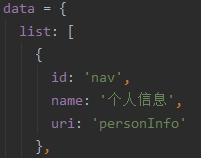 data = {
list: [
{
id: 'nav',
name: '个人信息',
uri: 'personInfo'
},